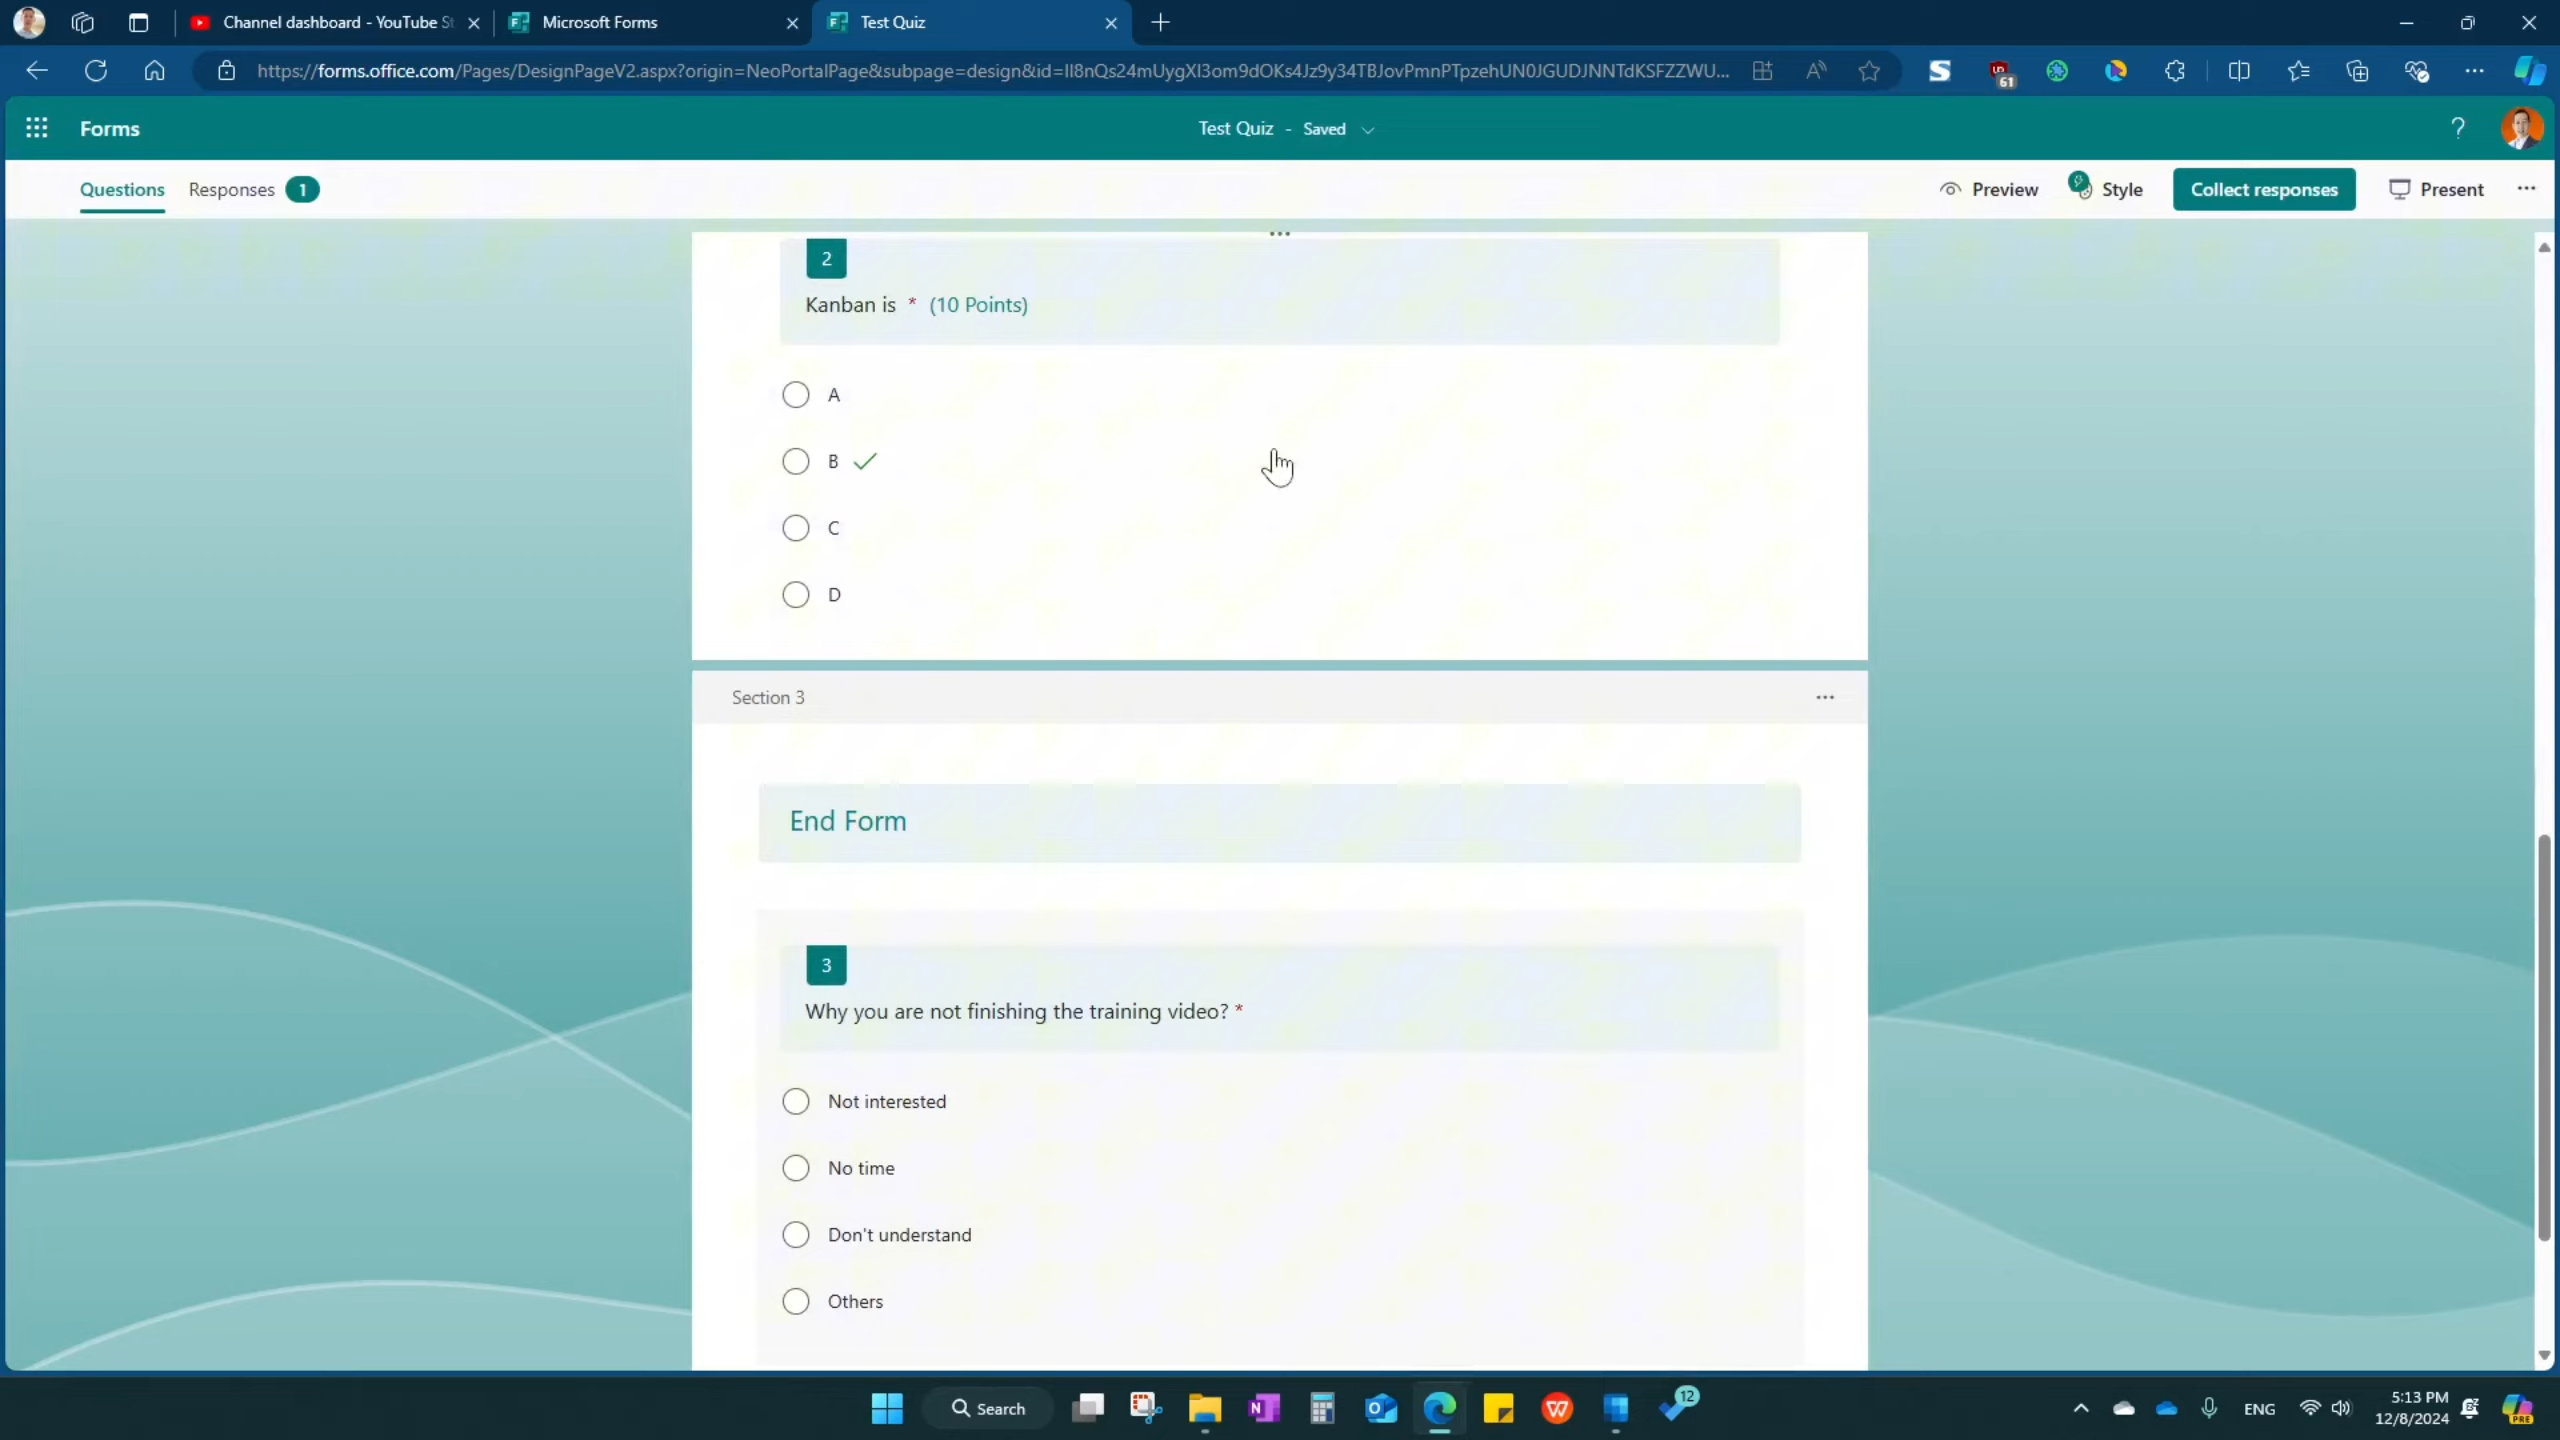 Channel dashboard - YouTube St
Microsoft Forms
Test Quiz
https://forms.office.com/Pages/DesignPageV2.aspx?origin=NeoPortalPage&subpage=design&id=Il8nQs24mUygXl3om9dOKs4Jz9y34TBJovPmnPTpzehUN0JGUDJNNTdKSFZZWU...
61
Forms
Test Quiz - Saved
?
Questions
Responses 1
Preview
Style
Collect responses
Present
2
Kanban is * (10 Points)
A
B
C
D
Section 3
End Form
3
Why you are not finishing the training video? *
Not interested
No time
Don't understand
Others
Search
12
ENG
5:13 PM
12/8/2024
PRE